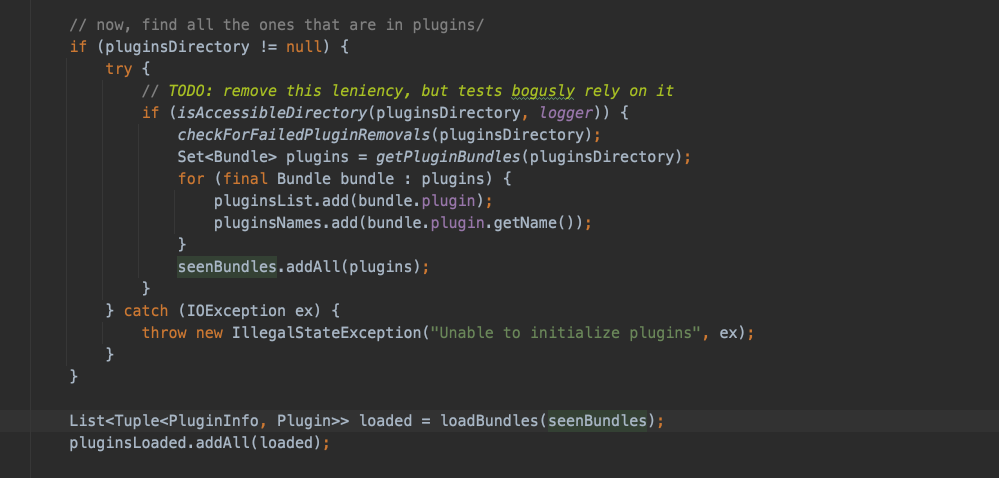 // now, find all the ones that are in plugins/
if (pluginsDirectory != null) {
try {
// TODO: remove this leniency, but tests bogusly rely on it
if (isAccessibleDirectory(pluginsDirectory, logger)) {
checkForFailedPluginRemovals(pluginsDirectory);
Set<Bundle> plugins = getPluginBundles(pluginsDirectory);
for (final Bundle bundle : plugins) {
pluginsList.add(bundle.plugin);
pluginsNames.add(bundle.plugin.getName());
}
seenBundles.addAll(plugins);
}
} catch (IOException ex) {
throw new IllegalStateException("Unable to initialize plugins", ex);
}
}
List<Tuple<PluginInfo, Plugin>> loaded = loadBundles(seenBundles);
pluginsLoaded.addAll(loaded);